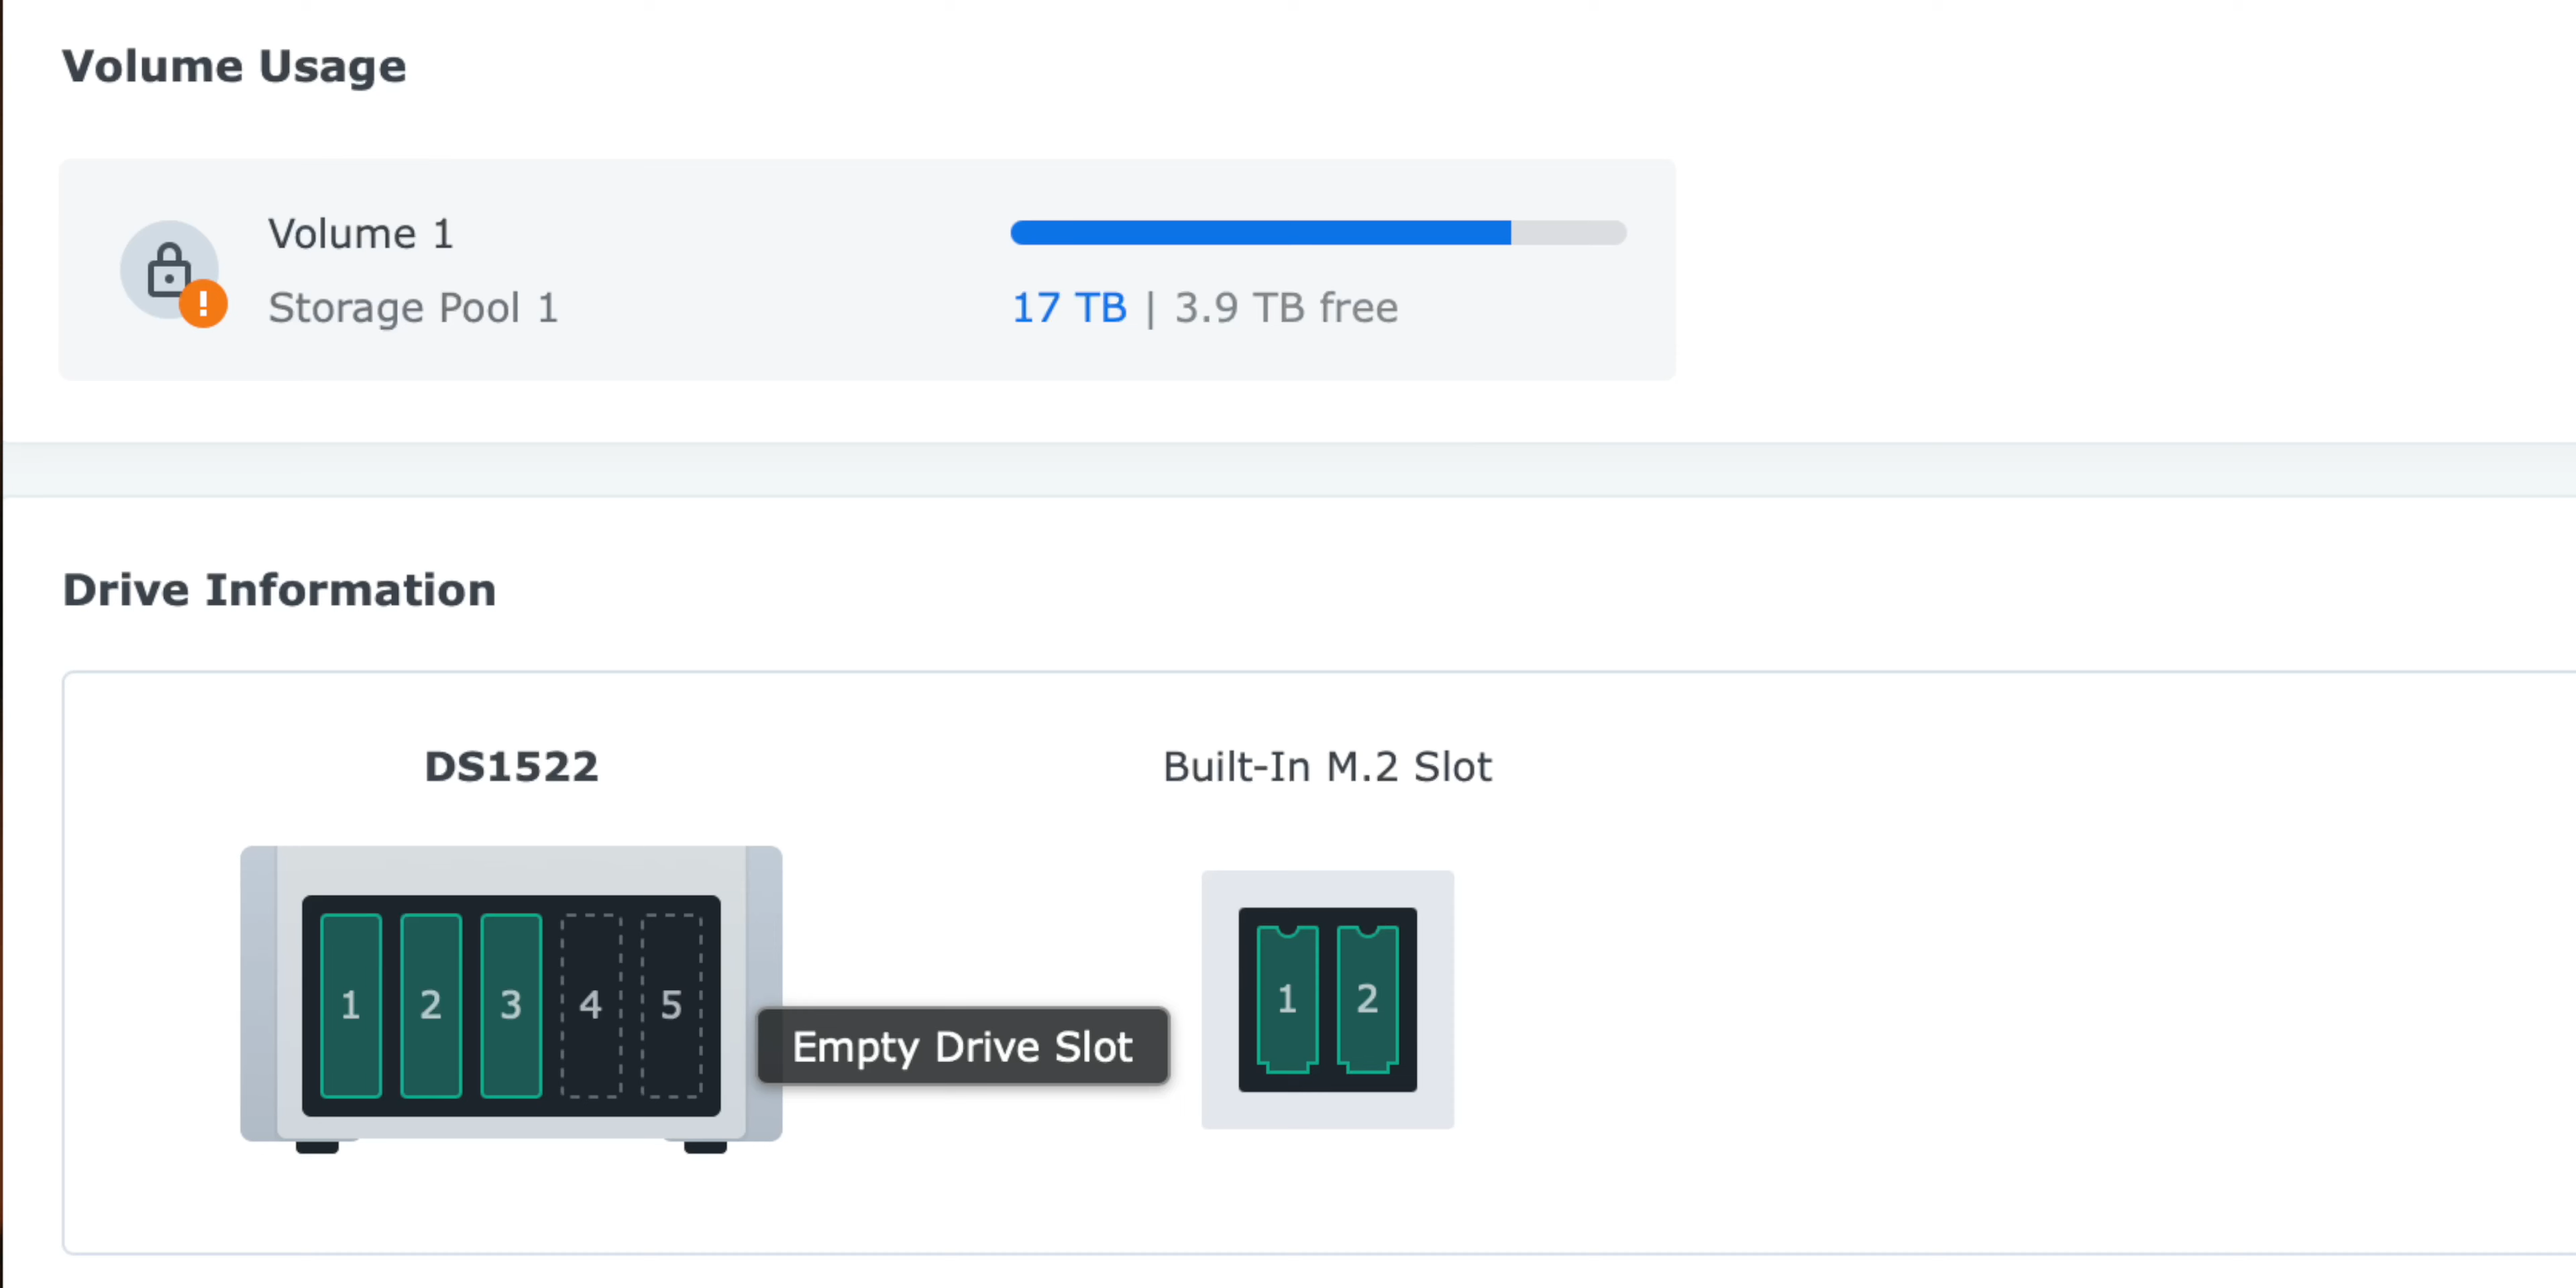 Volume Usage
Volume 1
Storage Pool 1
17 TB | 3.9 TB free
!
Drive Information
DS1522
Built-In M.2 Slot
1 2 3 4 5
Empty Drive Slot
1 2